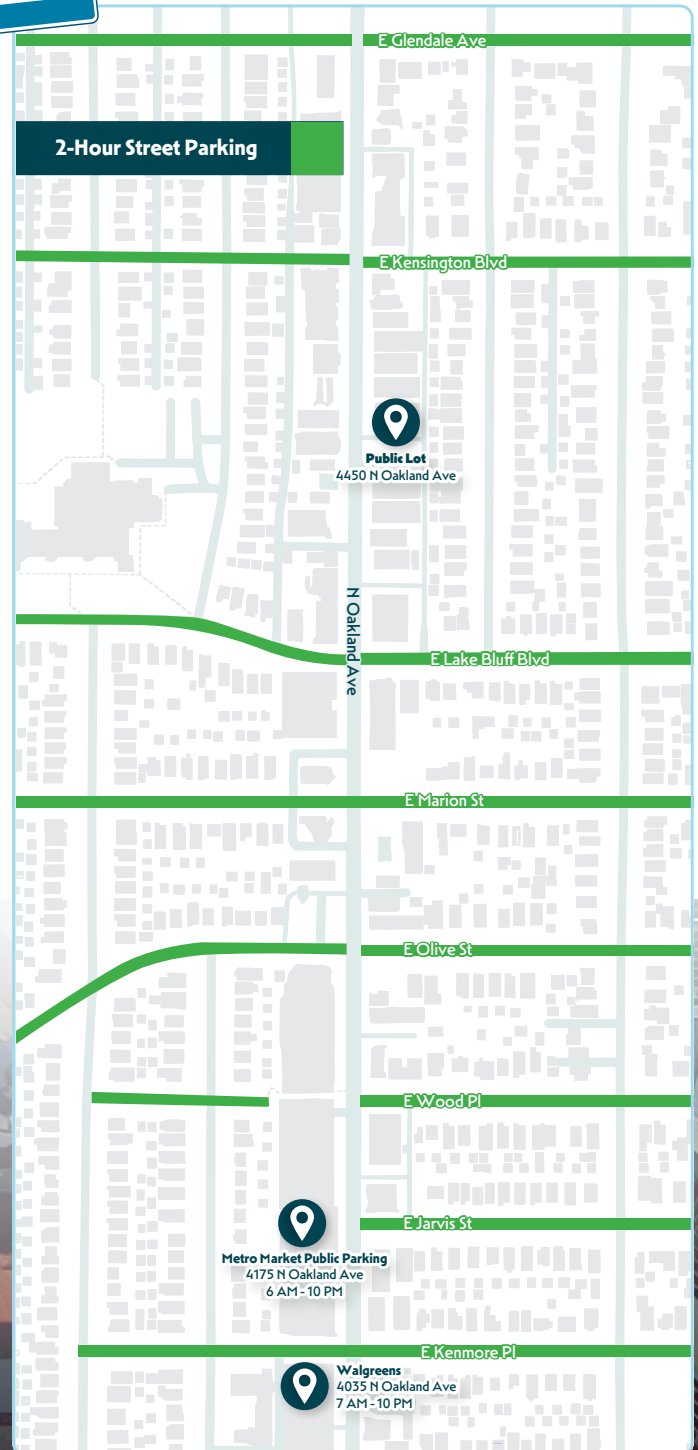 E Glendale Ave
2-Hour Street Parking
E Kensington Blvd
Public Lot
4450 N Oakland Ave
N Oakland Ave
E Lake Bluff Blvd
E Marion St
E Olive St
E Wood Pl
E Jarvis St
Metro Market Public Parking
4175 N Oakland Ave
6 AM - 10 PM
E Kenmore Pl
Walgreens
4035 N Oakland Ave
7 AM - 10 PM